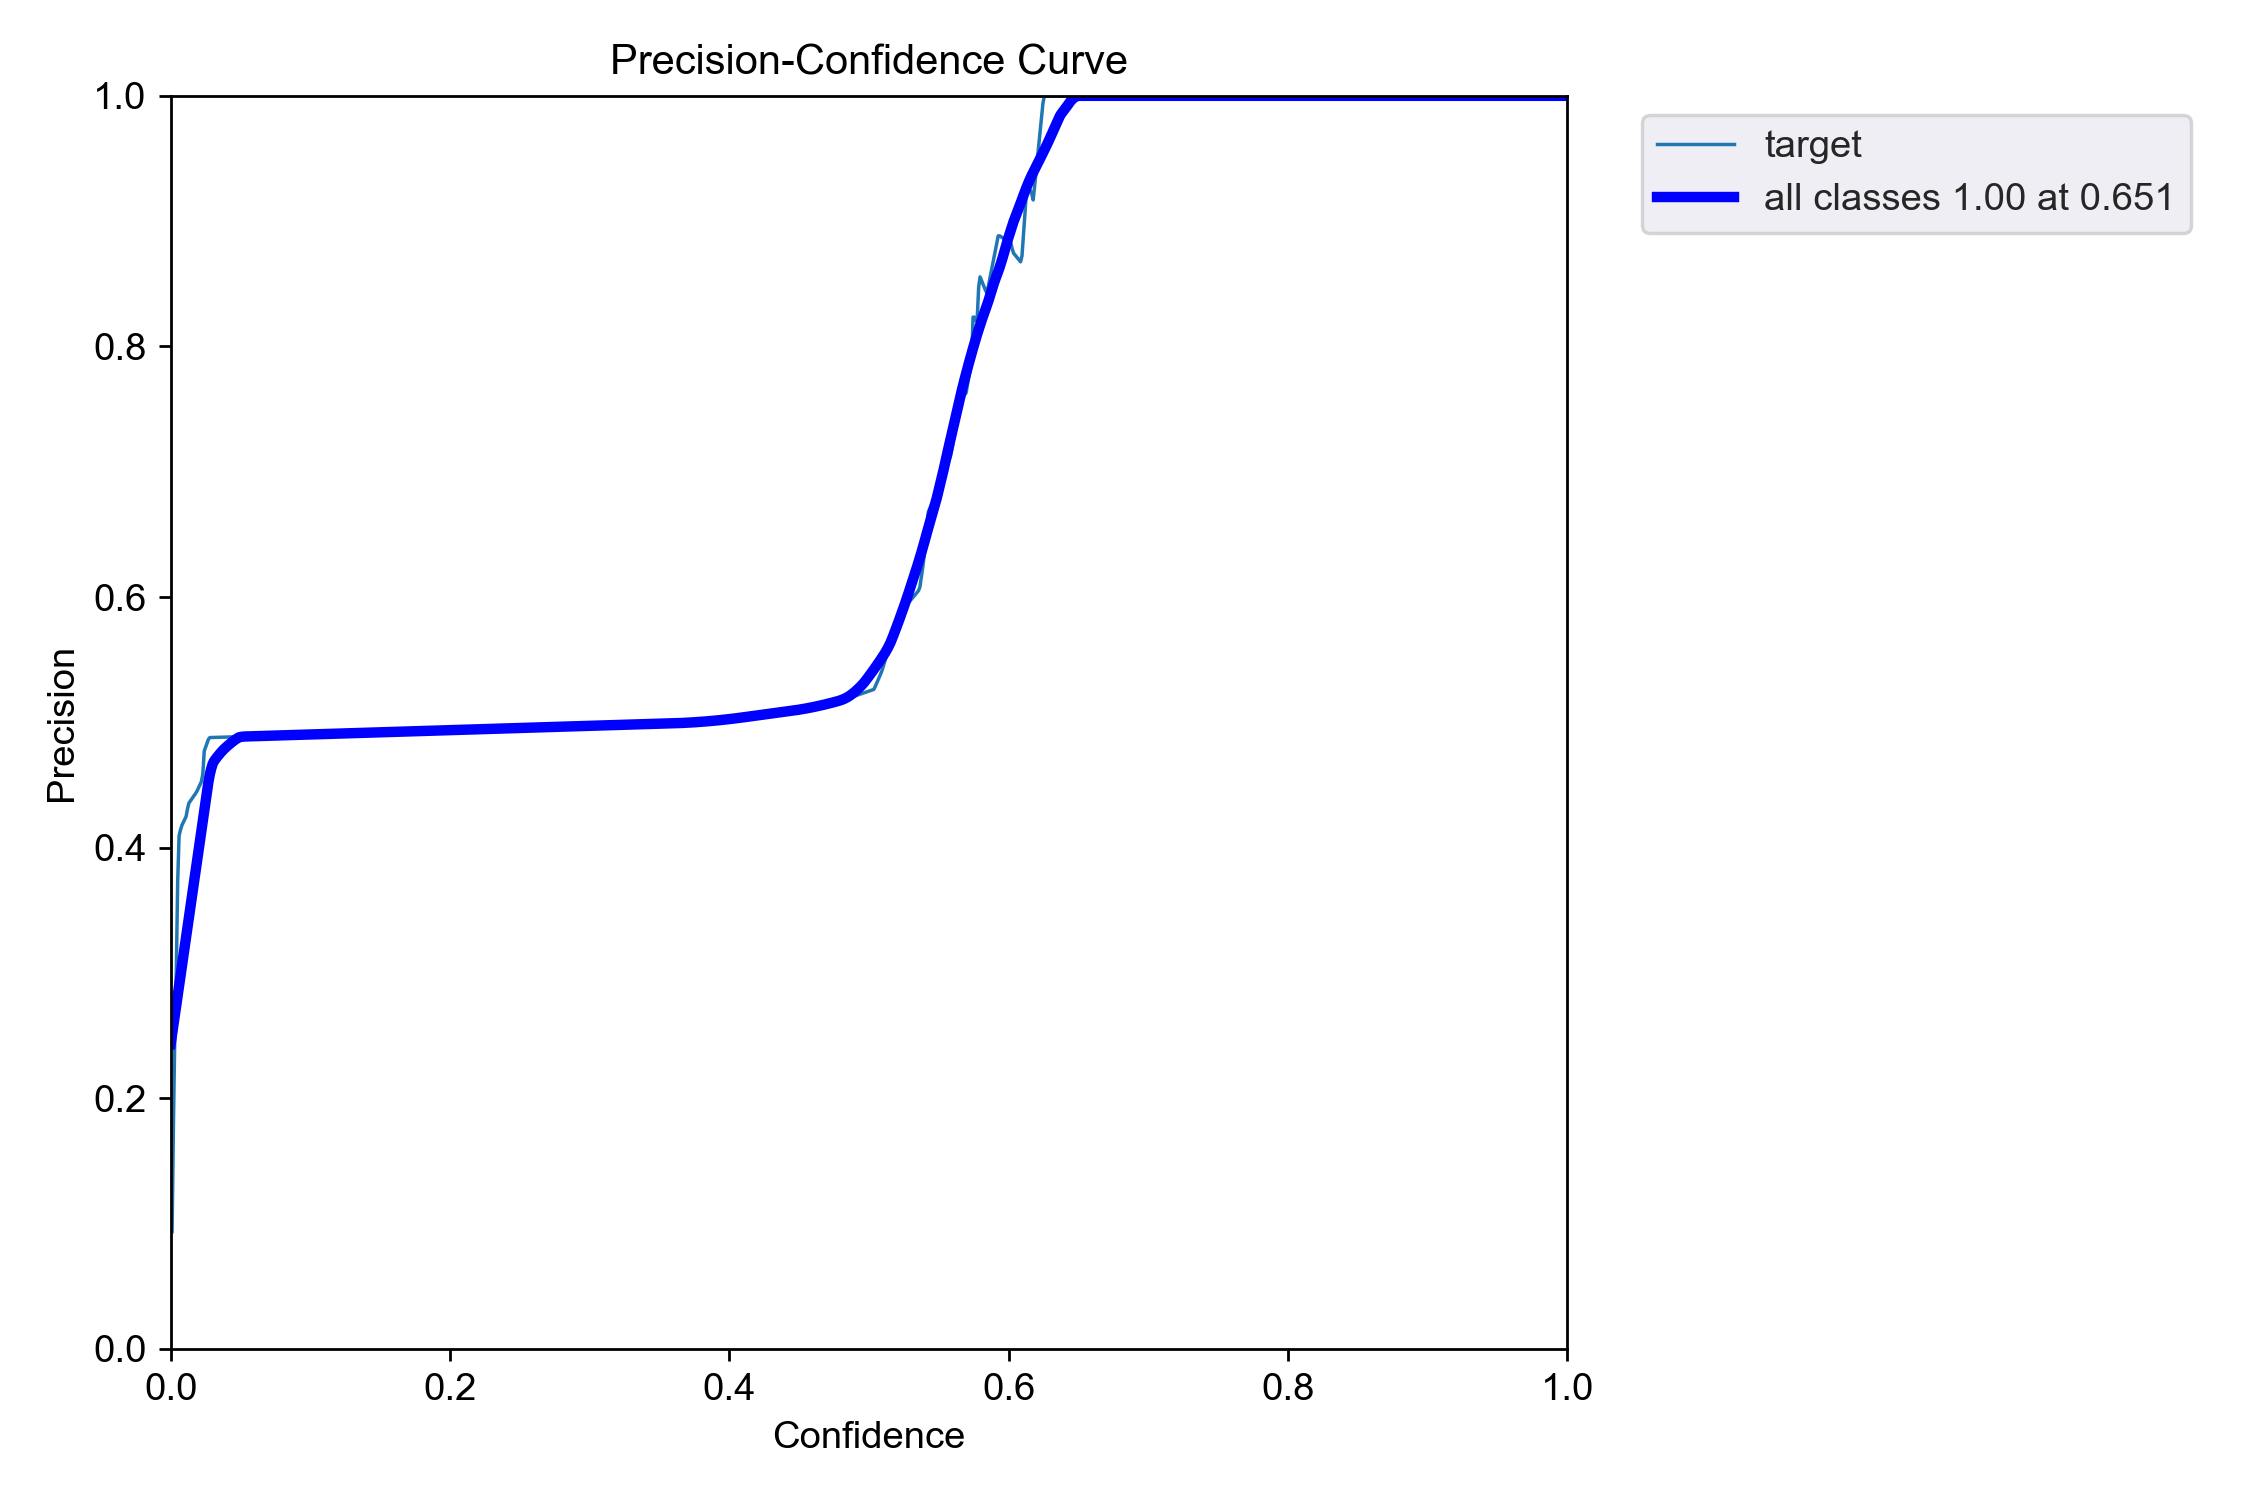 Precision-Confidence Curve
target
all classes 1.00 at 0.651
Precision
1.0
0.8
0.6
0.4
0.2
0.0
0.0 0.2 0.4 0.6 0.8 1.0
Confidence